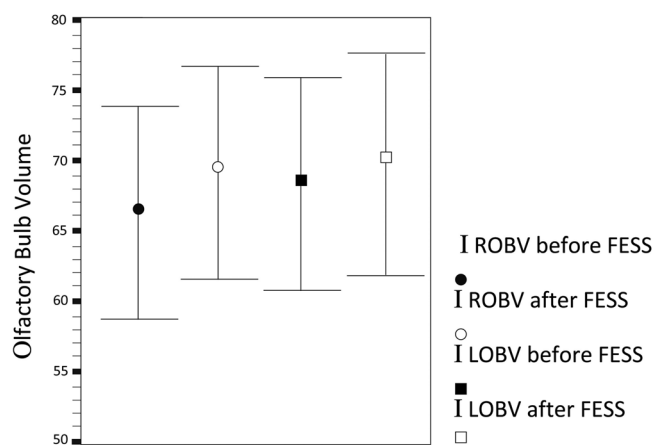 80
75
70
65
60
55
50
Olfactory Bulb Volume
I ROBV before FESS
I ROBV after FESS
I LOBV before FESS
I LOBV after FESS